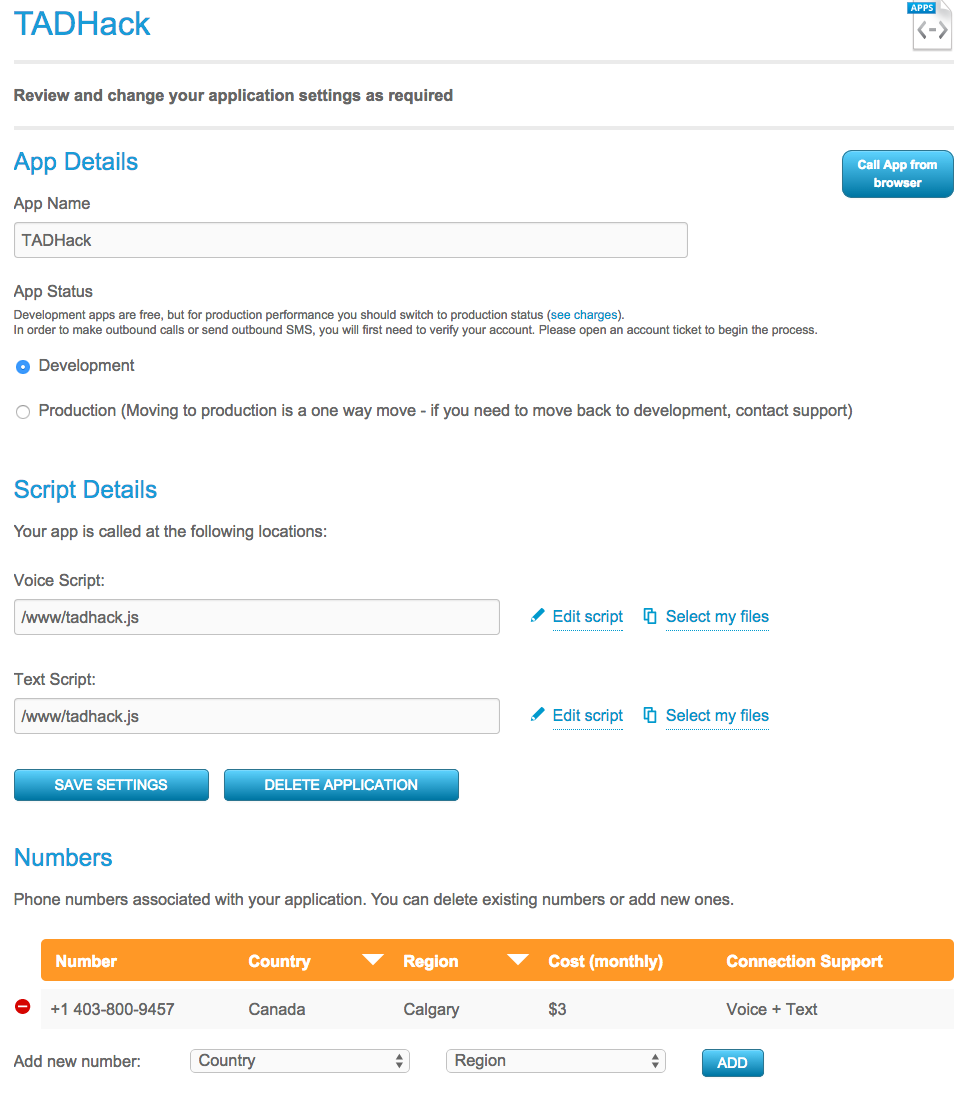 TADHack
APPS
Review and change your application settings as required
App Details
Call App from
browser
App Name
TADHack
App Status
Development apps are free, but for production performance you should switch to production status (see charges).
In order to make outbound calls or send outbound SMS, you will first need to verify your account. Please open an account ticket to begin the process.
Development
Production (Moving to production is a one way move - if you need to move back to development, contact support)
Script Details
Your app is called at the following locations:
Voice Script:
/www/tadhack.js Edit script Select my files
Text Script:
/www/tadhack.js Edit script Select my files
SAVE SETTINGS DELETE APPLICATION
Numbers
Phone numbers associated with your application. You can delete existing numbers or add new ones.
Number Country Region Cost (monthly) Connection Support
+1 403-800-9457 Canada Calgary $3 Voice + Text
Add new number: Country Region ADD